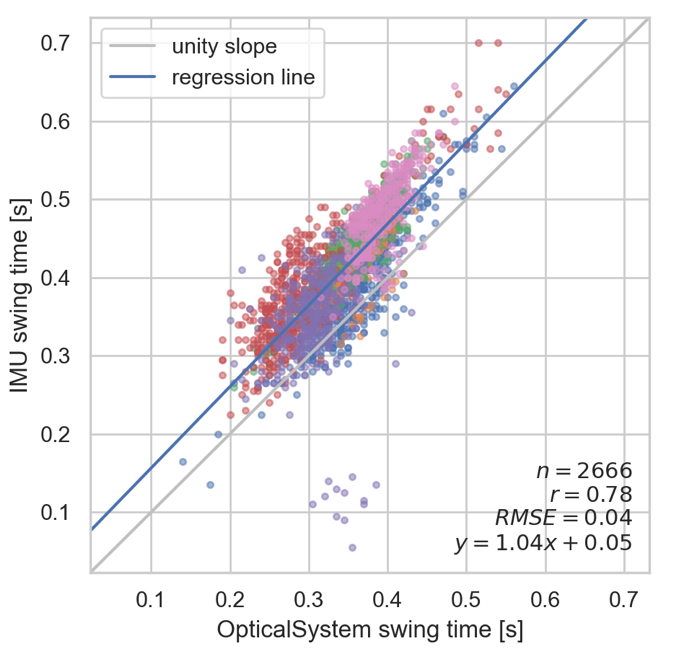 unity slope
regression line
IMU swing time [s]
0.7
0.6
0.5
0.4
0.3
0.2
0.1
n = 2666
r = 0.78
RMSE = 0.04
y = 1.04x + 0.05
0.1 0.2 0.3 0.4 0.5 0.6 0.7
OpticalSystem swing time [s]